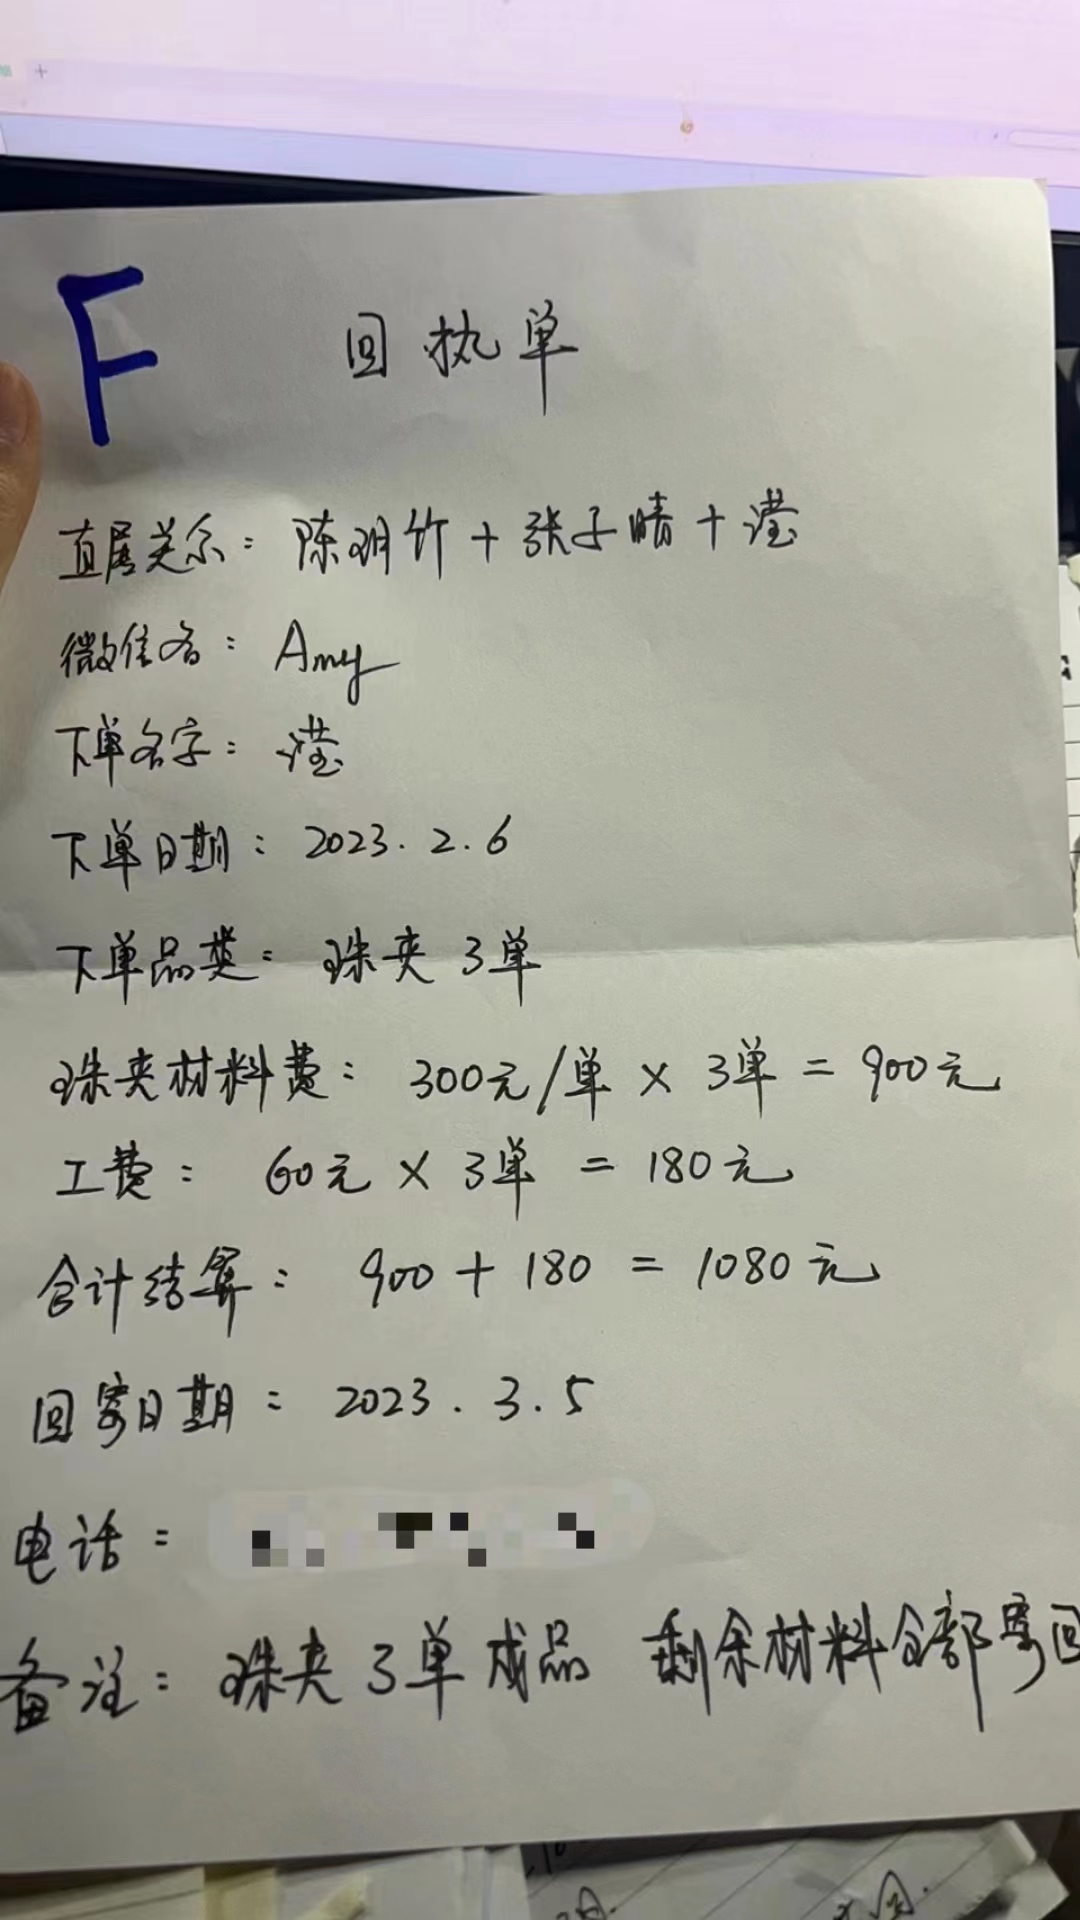 F
回执单
直属关系：陈玥竹+张子晴+滢
微信名：Amy
下单名字：滢
下单日期：2023.2.6
下单品类：珠夹3单
珠夹材料费：300元/单×3单=900元
工费：60元×3单=180元
合计结算：900+180=1080元
回寄日期：2023.3.5
电话：
备注：珠夹3单成品 剩余材料全部寄回